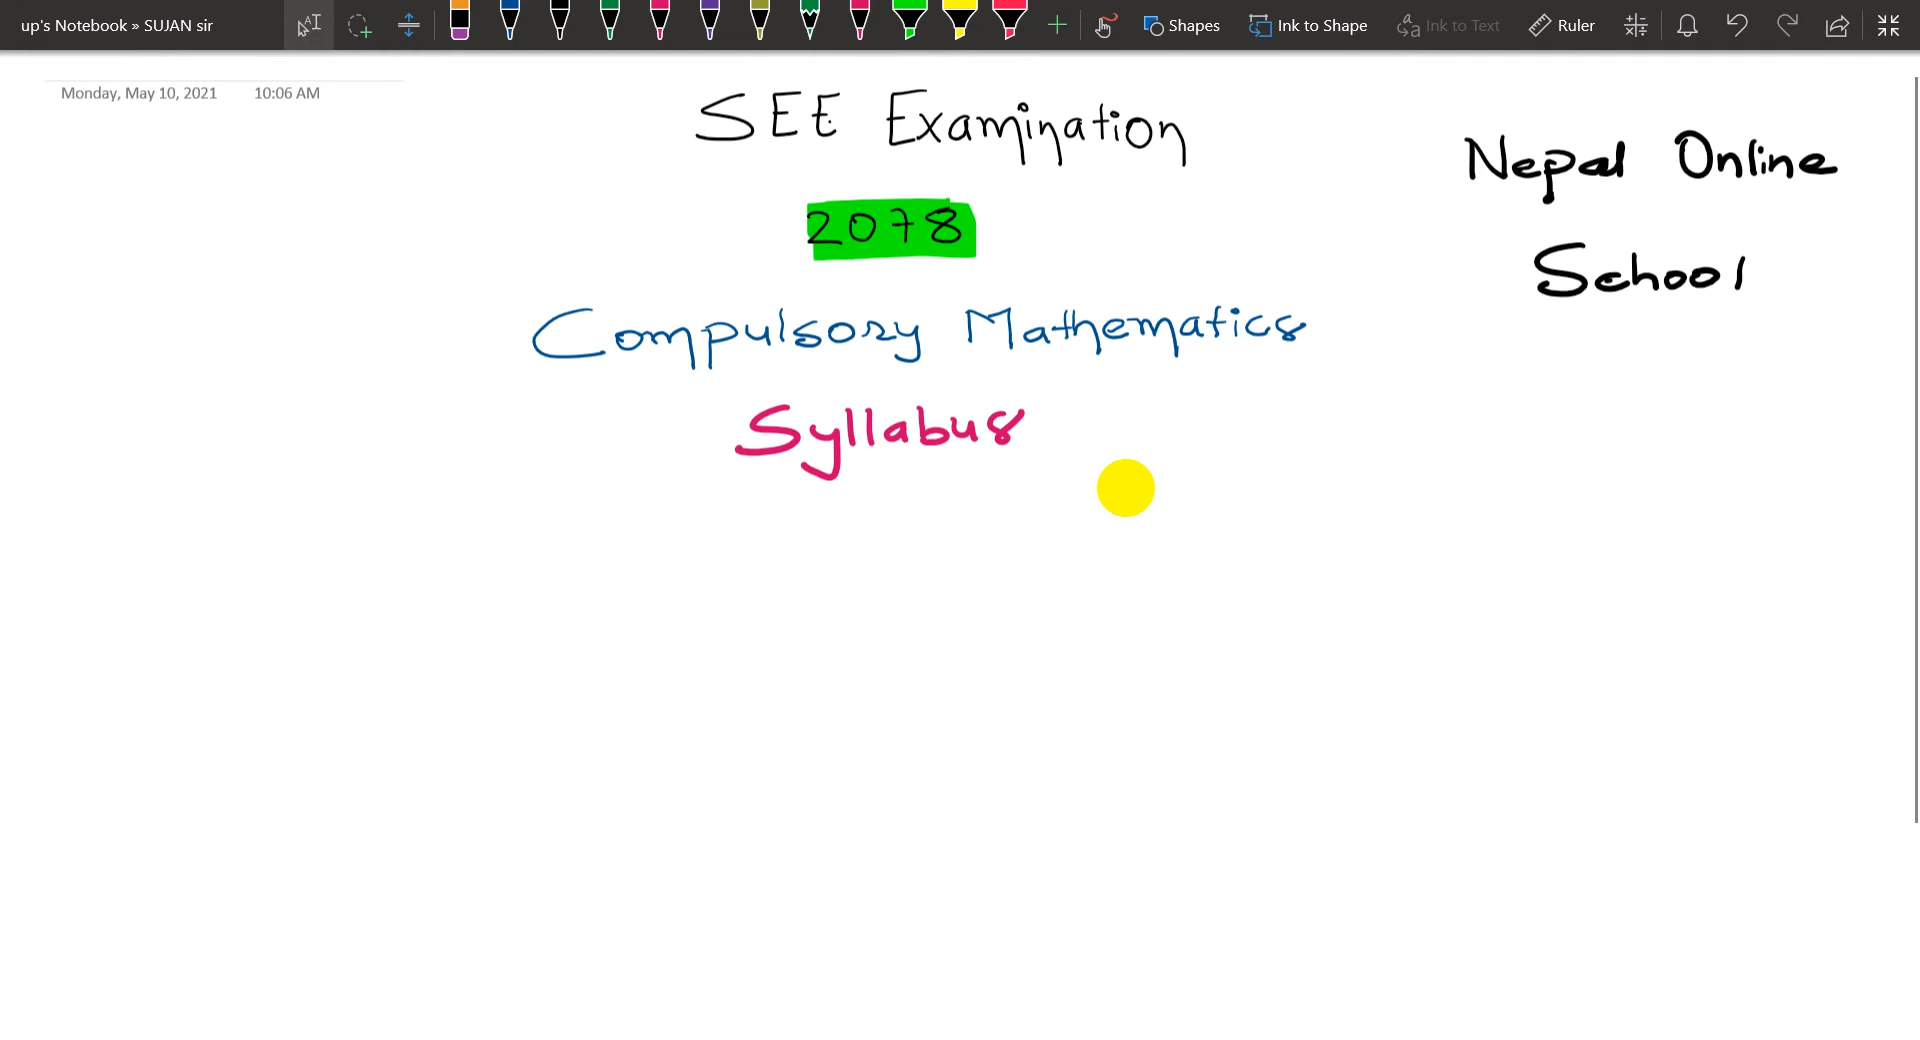 up's Notebook » SUJAN sir
Shapes
Ink to Shape
Ink to Text
Ruler
Monday, May 10, 2021 10:06 AM
SEE Examination
2078
Compulsory Mathematics
Syllabus
Nepal Online
School